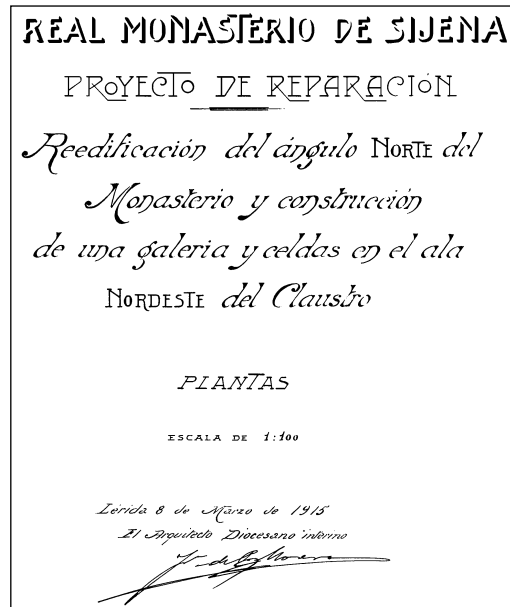 REAL MONASTERIO DE SIJENA
PROYECTO DE REPARACIÓN
Reedificación del ángulo NORTE del
Monasterio y construcción
de una galeria y celdas en el ala
NORDESTE del Claustro
PLANTAS
ESCALA DE 1:100
Lérida 8 de Marzo de 1915
El Arquitecto Diocesano interino